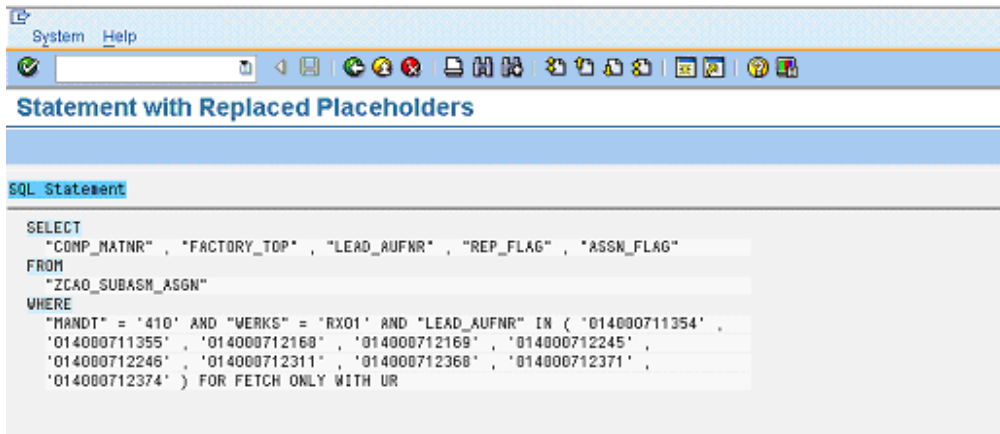 System Help
Statement with Replaced Placeholders
SQL Statement
SELECT
"COMP_MATNR" , "FACTORY_TOP" , "LEAD_AUFNR" , "REP_FLAG" , "ASSN_FLAG"
FROM
"ZCAO_SUBASM_ASGN"
WHERE
"MANDT" = '410' AND "WERKS" = 'RX01' AND "LEAD_AUFNR" IN ( '014000711354' ,
'014000711355' , '014000712168' , '014000712169' , '014000712245' ,
'014000712246' , '014000712311' , '014000712368' , '014000712371' ,
'014000712374' ) FOR FETCH ONLY WITH UR